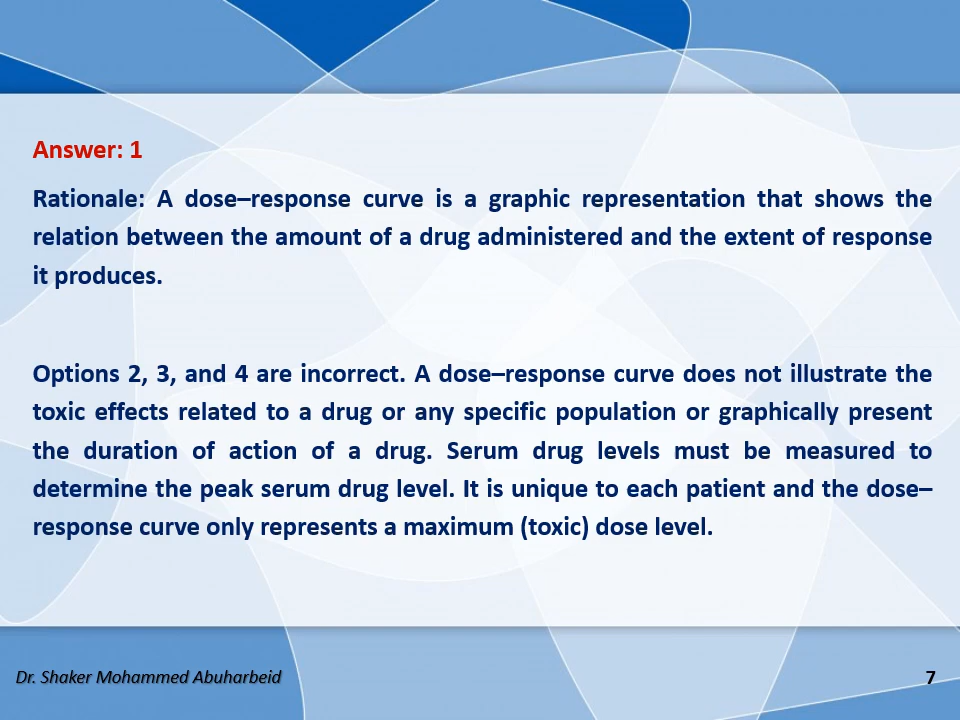 Answer: 1
Rationale: A dose–response curve is a graphic representation that shows the
relation between the amount of a drug administered and the extent of response
it produces.
Options 2, 3, and 4 are incorrect. A dose–response curve does not illustrate the
toxic effects related to a drug or any specific population or graphically present
the duration of action of a drug. Serum drug levels must be measured to
determine the peak serum drug level. It is unique to each patient and the dose–
response curve only represents a maximum (toxic) dose level.
Dr. Shaker Mohammed Abuharbeid
7